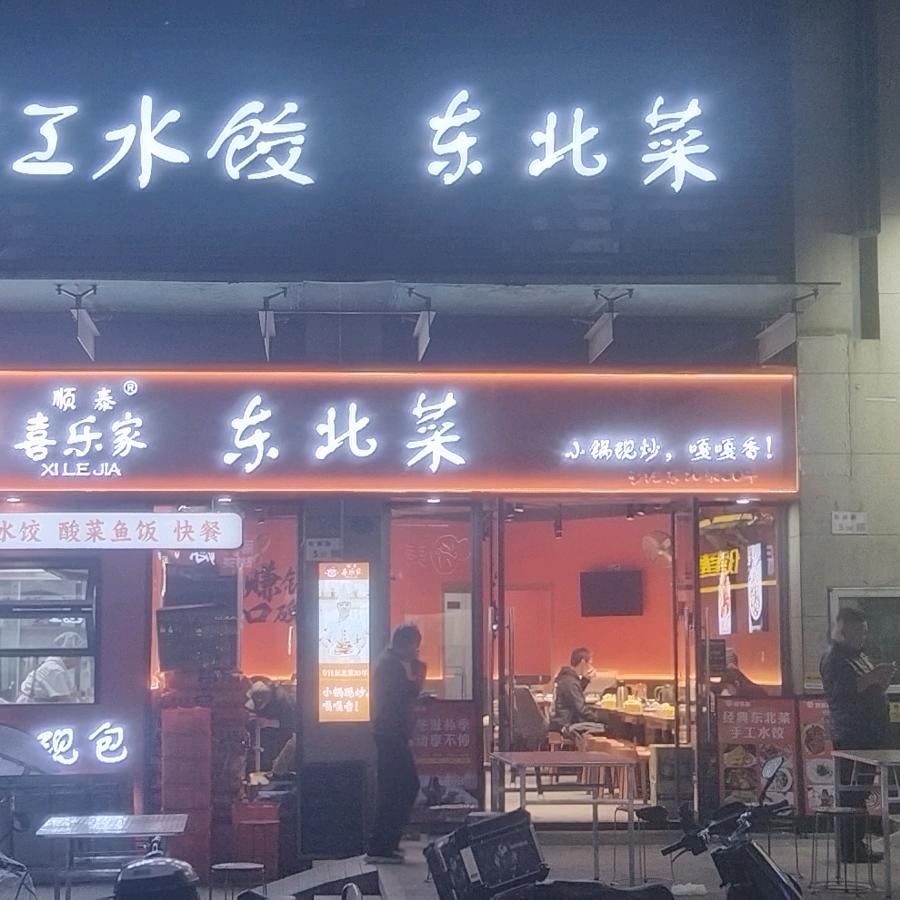 工水饺 东北菜
顺泰®
喜乐家
XI LE JIA
东北菜
小锅现炒，嘎嘎香！
水饺 酸菜鱼饭 快餐
小锅现炒，
嘎嘎香！
现包
经典东北菜
手工水饺